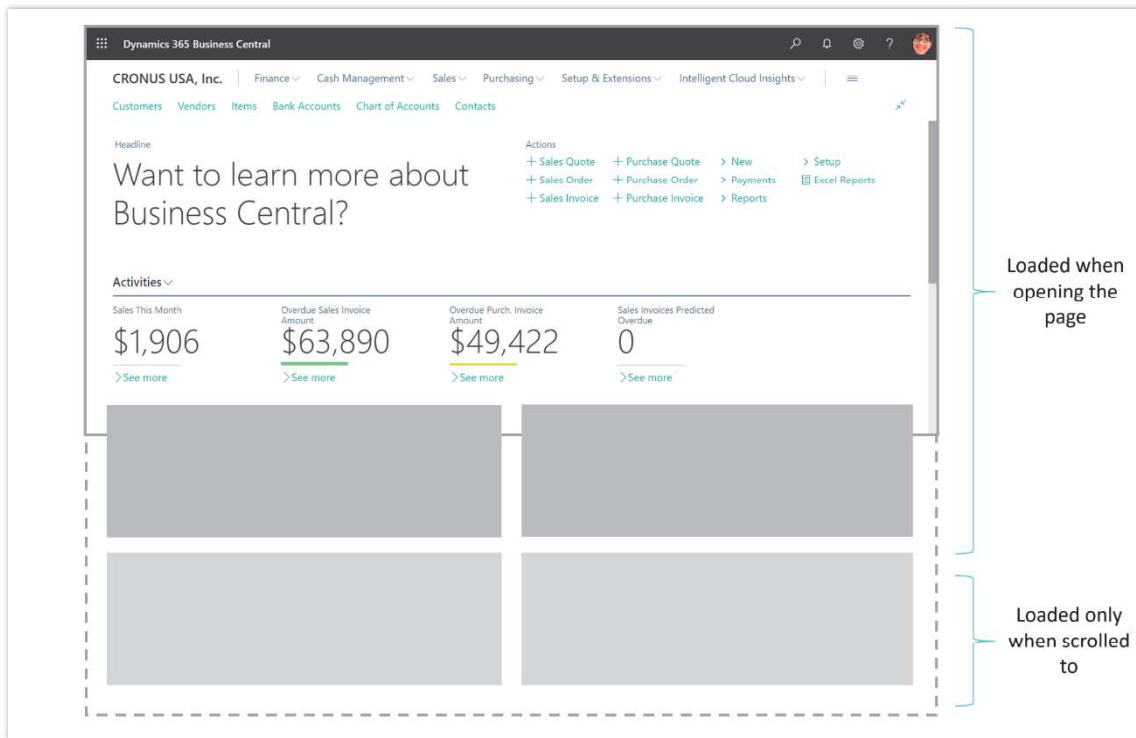 Dynamics 365 Business Central
?
CRONUS USA, Inc. Finance Cash Management Sales Purchasing Setup & Extensions Intelligent Cloud Insights
Customers Vendors Items Bank Accounts Chart of Accounts Contacts
Headline
Want to learn more about
Business Central?
Actions
+ Sales Quote + Purchase Quote > New > Setup
+ Sales Order + Purchase Order > Payments Excel Reports
+ Sales Invoice + Purchase Invoice > Reports
Activities
Sales This Month
$1,906
>See more
Overdue Sales Invoice
Amount
$63,890
>See more
Overdue Purch. Invoice
Amount
$49,422
>See more
Sales Invoices Predicted
Overdue
0
>See more
Loaded when
opening the
page
Loaded only
when scrolled
to